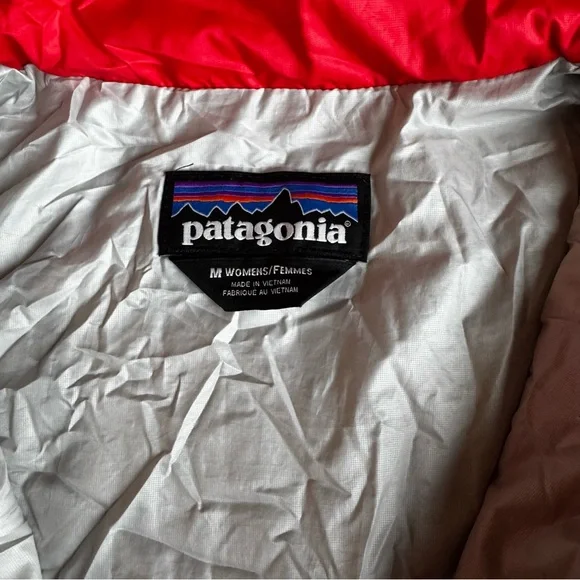 patagonia®
M WOMENS/FEMMES
MADE IN VIETNAM
FABRIQUÉ AU VIETNAM